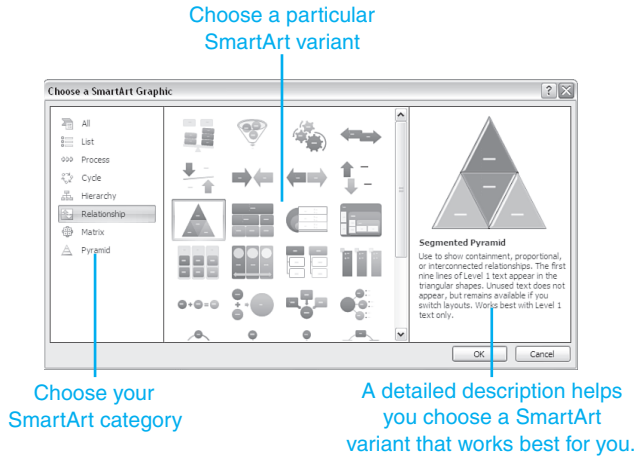 Choose a particular
SmartArt variant
Choose a SmartArt Graphic
All
List
Process
Cycle
Hierarchy
Relationship
Matrix
Pyramid
Segmented Pyramid
Use to show containment, proportional,
or interconnected relationships. The first
nine lines of Level 1 text appear in the
triangular shapes. Unused text does not
appear, but remains available if you
switch layouts. Works best with Level 1
text only.
OK
Cancel
Choose your
SmartArt category
A detailed description helps
you choose a SmartArt
variant that works best for you.